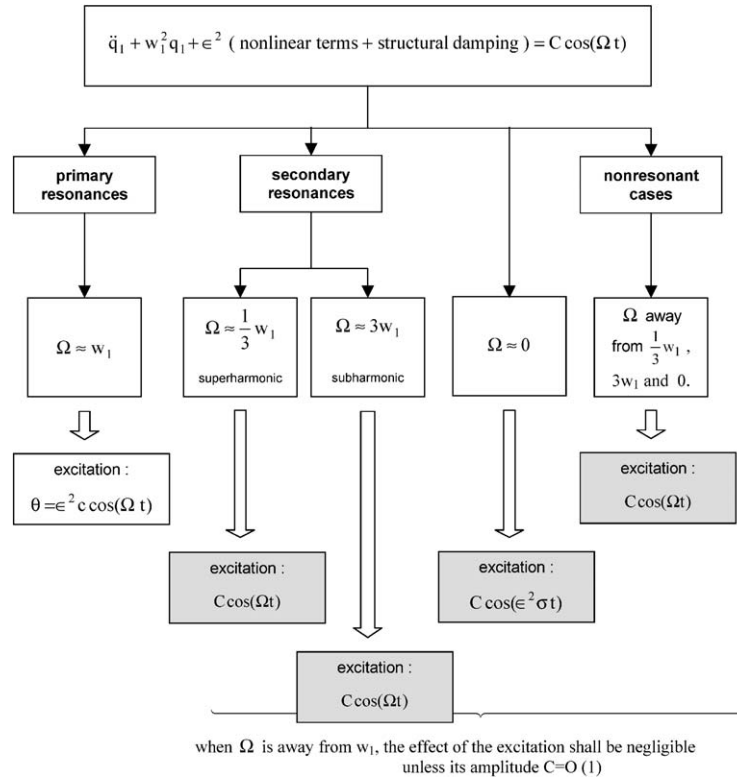 q̈₁ + w₁² q₁ + ∈² ( nonlinear terms + structural damping ) = C cos(Ω t)
primary
resonances
secondary
resonances
nonresonant
cases
Ω ≈ w₁
Ω ≈ 1/3 w₁
superharmonic
Ω ≈ 3w₁
subharmonic
Ω ≈ 0
Ω away
from 1/3 w₁ ,
3w₁ and 0.
excitation :
θ =∈² c cos(Ω t)
excitation :
C cos(Ωt)
excitation :
C cos(Ωt)
excitation :
C cos(∈² σ t)
excitation :
C cos(Ωt)
when Ω is away from w₁, the effect of the excitation shall be negligible
unless its amplitude C=O (1)